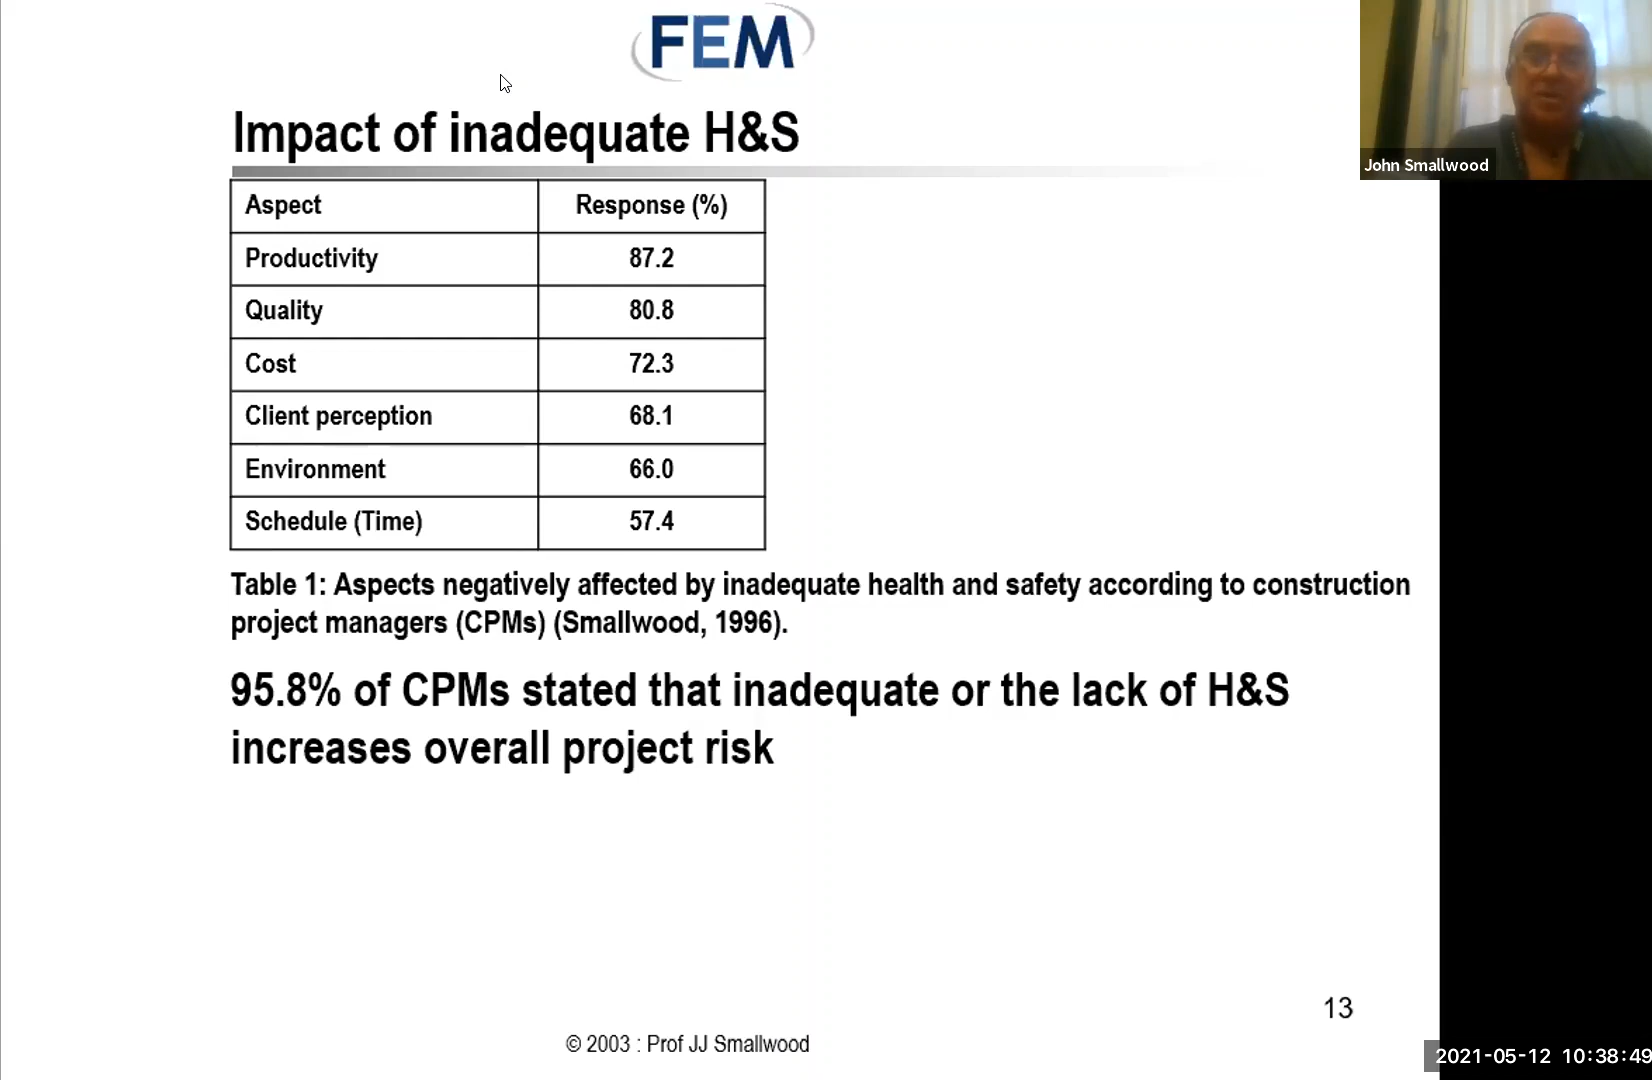 FEM
Impact of inadequate H&S
Aspect Response (%)
Productivity 87.2
Quality 80.8
Cost 72.3
Client perception 68.1
Environment 66.0
Schedule (Time) 57.4
Table 1: Aspects negatively affected by inadequate health and safety according to construction
project managers (CPMs) (Smallwood, 1996).
95.8% of CPMs stated that inadequate or the lack of H&S
increases overall project risk
13
© 2003 : Prof JJ Smallwood
John Smallwood
2021-05-12 10:38:49